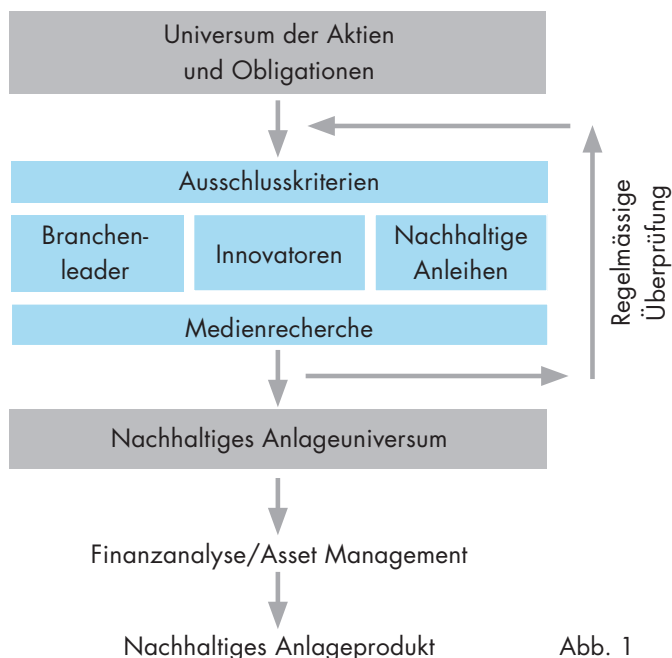 Universum der Aktien
und Obligationen
Ausschlusskriterien
Branchen-
leader
Innovatoren
Nachhaltige
Anleihen
Medienrecherche
Regelmässige
Überprüfung
Nachhaltiges Anlageuniversum
Finanzanalyse/Asset Management
Nachhaltiges Anlageprodukt
Abb. 1